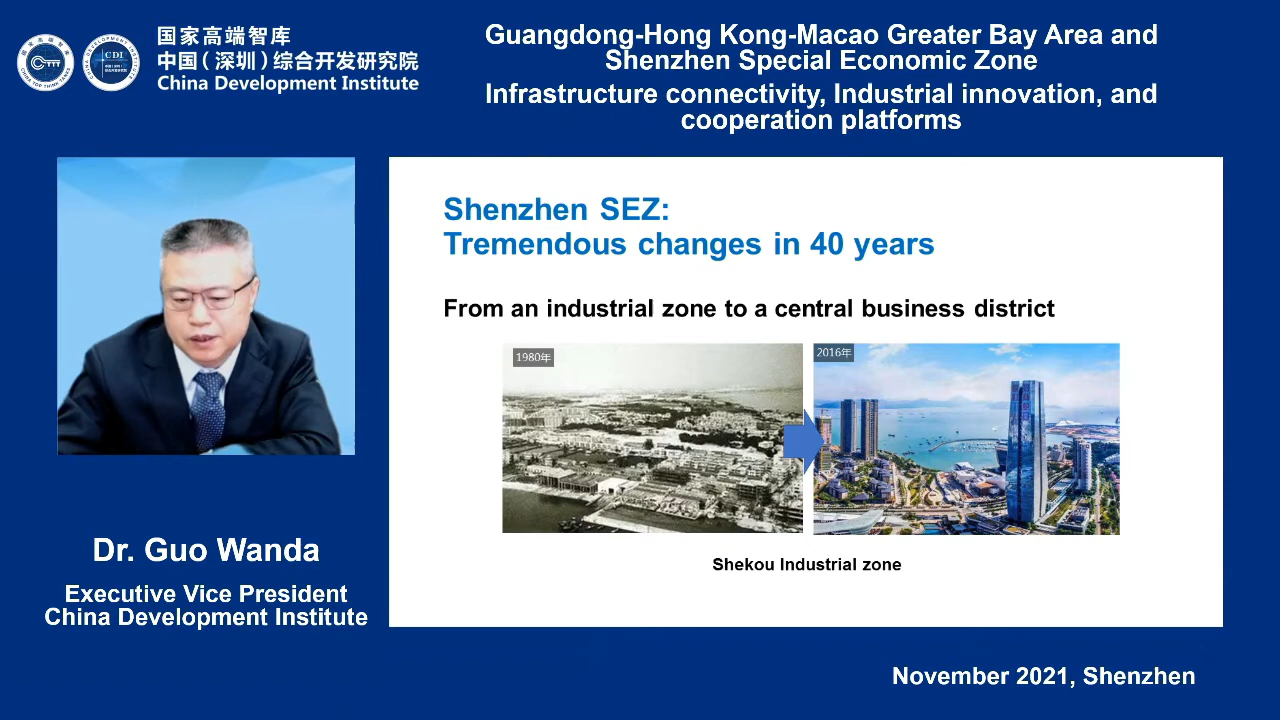 国家高端智库
中国（深圳）综合开发研究院
China Development Institute
CDI
Guangdong-Hong Kong-Macao Greater Bay Area and
Shenzhen Special Economic Zone
Infrastructure connectivity, Industrial innovation, and
cooperation platforms
Shenzhen SEZ:
Tremendous changes in 40 years
From an industrial zone to a central business district
1980年
2016年
Shekou Industrial zone
Dr. Guo Wanda
Executive Vice President
China Development Institute
November 2021, Shenzhen